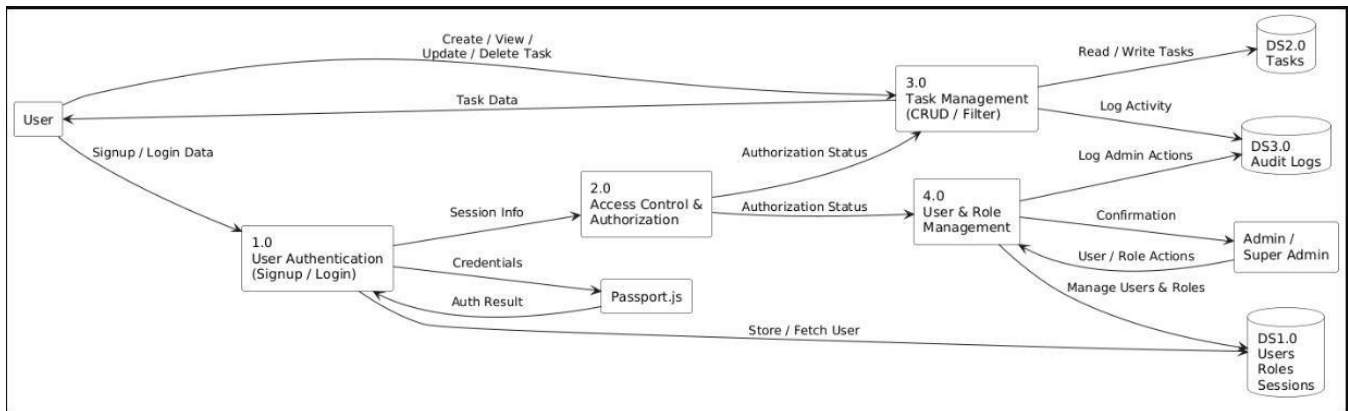 Create / View /
Update / Delete Task
Task Data
User
Signup / Login Data
1.0
User Authentication
(Signup / Login)
Session Info
Credentials
Auth Result
Store / Fetch User
2.0
Access Control &
Authorization
Passport.js
Authorization Status
Authorization Status
3.0
Task Management
(CRUD / Filter)
4.0
User & Role
Management
Read / Write Tasks
Log Activity
Log Admin Actions
Confirmation
User / Role Actions
Manage Users & Roles
DS2.0
Tasks
DS3.0
Audit Logs
Admin /
Super Admin
DS1.0
Users
Roles
Sessions